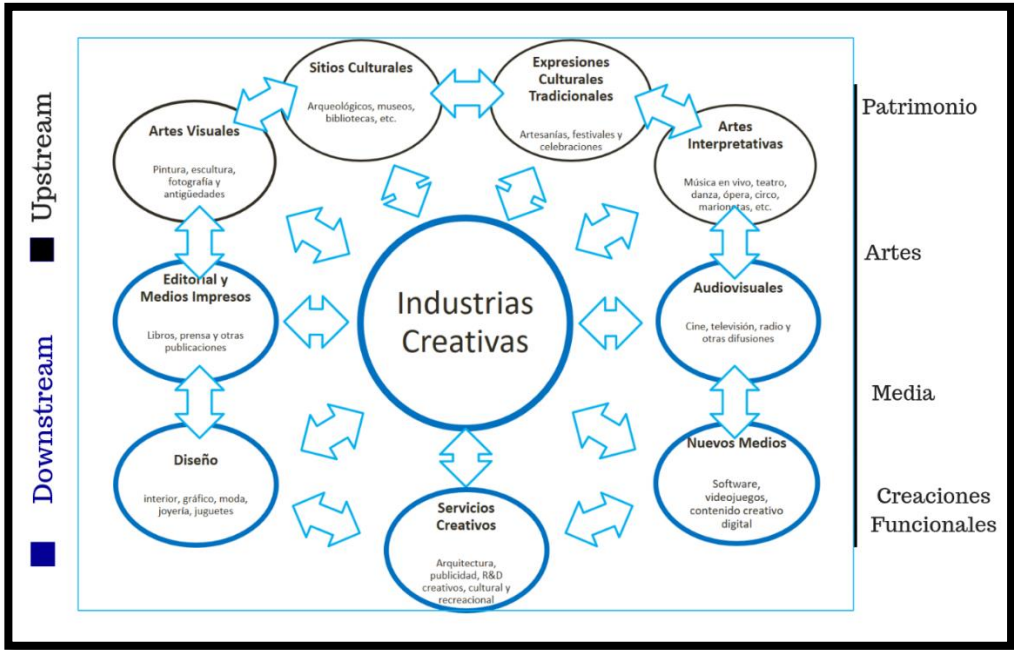 Upstream
Downstream
Sitios Culturales
Arqueológicos, museos,
bibliotecas, etc.
Expresiones
Culturales
Tradicionales
Artesanías, festivales y
celebraciones
Artes Visuales
Pintura, escultura,
fotografía y
antigüedades
Artes
Interpretativas
Música en vivo, teatro,
danza, ópera, circo,
marionetas, etc.
Editorial y
Medios Impresos
Libros, prensa y otras
publicaciones
Industrias
Creativas
Audiovisuales
Cine, televisión, radio y
otras difusiones
Diseño
interior, gráfico, moda,
joyería, juguetes
Servicios
Creativos
Arquitectura,
publicidad, R&D
creativos, cultural y
recreacional
Nuevos Medios
Software,
videojuegos,
contenido creativo
digital
Patrimonio
Artes
Media
Creaciones
Funcionales